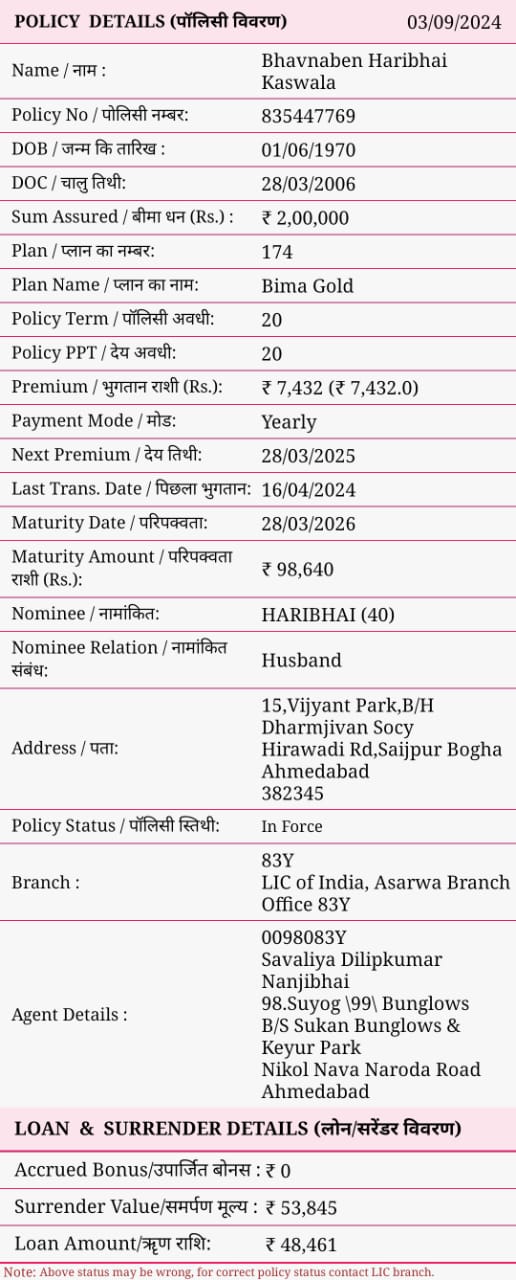 POLICY DETAILS (पॉलिसी विवरण) 03/09/2024
Name / नाम : Bhavnaben Haribhai
Kaswala
Policy No / पोलिसी नम्बर: 835447769
DOB / जन्म कि तारिख : 01/06/1970
DOC / चालु तिथी: 28/03/2006
Sum Assured / बीमा धन (Rs.) : ₹ 2,00,000
Plan / प्लान का नम्बर: 174
Plan Name / प्लान का नाम: Bima Gold
Policy Term / पॉलिसी अवधी: 20
Policy PPT / देय अवधी: 20
Premium / भुगतान राशी (Rs.): ₹ 7,432 (₹ 7,432.0)
Payment Mode / मोड: Yearly
Next Premium / देय तिथी: 28/03/2025
Last Trans. Date / पिछला भुगतान: 16/04/2024
Maturity Date / परिपक्वता: 28/03/2026
Maturity Amount / परिपक्वता
राशी (Rs.): ₹ 98,640
Nominee / नामांकित: HARIBHAI (40)
Nominee Relation / नामांकित
संबंध: Husband
Address / पता: 15,Vijyant Park,B/H
Dharmjivan Socy
Hirawadi Rd,Saijpur Bogha
Ahmedabad
382345
Policy Status / पॉलिसी स्तिथी: In Force
Branch : 83Y
LIC of India, Asarwa Branch
Office 83Y
Agent Details : 0098083Y
Savaliya Dilipkumar
Nanjibhai
98.Suyog \99\ Bunglows
B/S Sukan Bunglows &
Keyur Park
Nikol Nava Naroda Road
Ahmedabad
LOAN & SURRENDER DETAILS (लोन/सरेंडर विवरण)
Accrued Bonus/उपार्जित बोनस : ₹ 0
Surrender Value/समर्पण मूल्य : ₹ 53,845
Loan Amount/ऋृण राशि: ₹ 48,461
Note: Above status may be wrong, for correct policy status contact LIC branch.